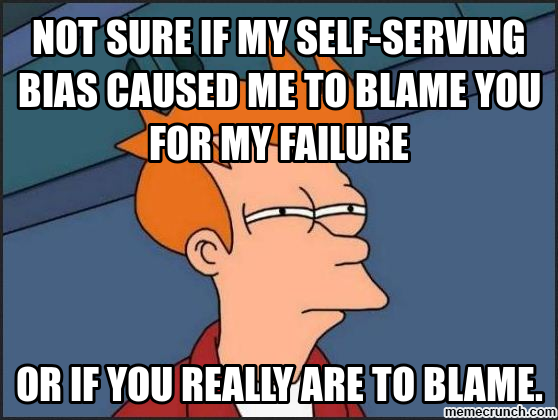 NOT SURE IF MY SELF-SERVING
BIAS CAUSED ME TO BLAME YOU
FOR MY FAILURE
OR IF YOU REALLY ARE TO BLAME.
memecrunch.com